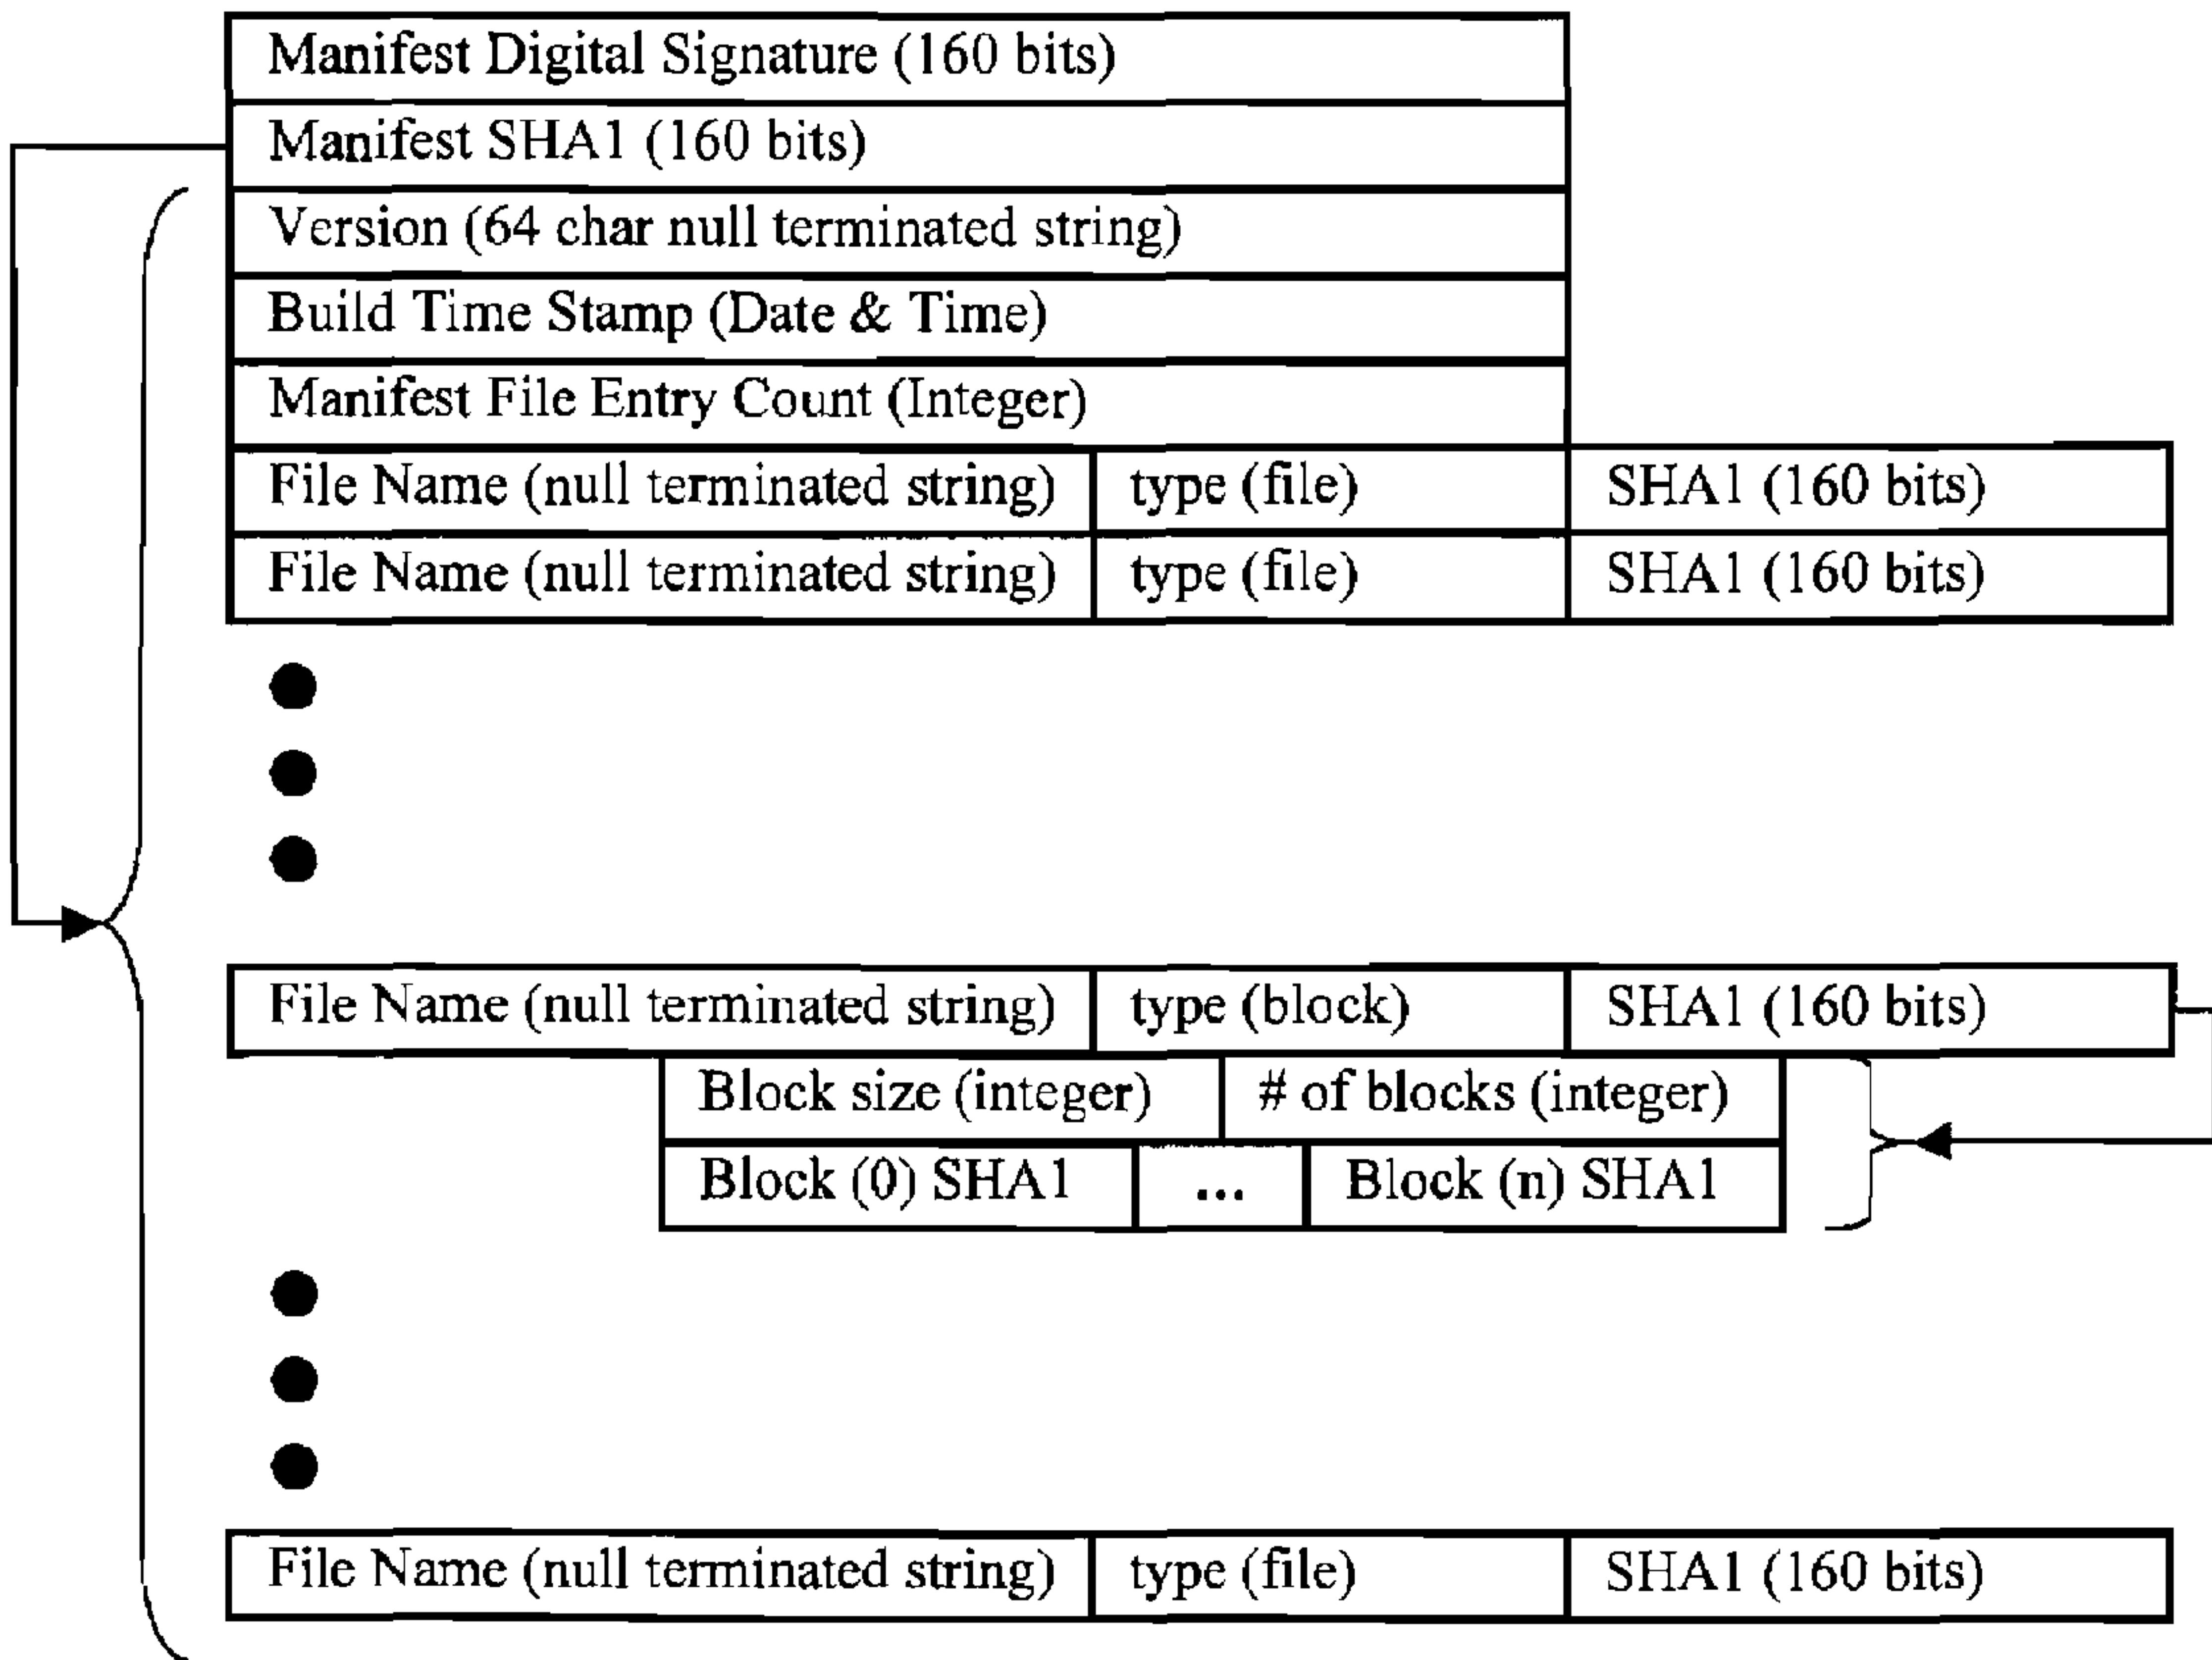 Manifest Digital Signature (160 bits)
Manifest SHA1 (160 bits)
Version (64 char null terminated string)
Build Time Stamp (Date & Time)
Manifest File Entry Count (Integer)
File Name (null terminated string) type (file) SHA1 (160 bits)
File Name (null terminated string) type (file) SHA1 (160 bits)
File Name (null terminated string) type (block) SHA1 (160 bits)
Block size (integer) # of blocks (integer)
Block (0) SHA1 ... Block (n) SHA1
File Name (null terminated string) type (file) SHA1 (160 bits)